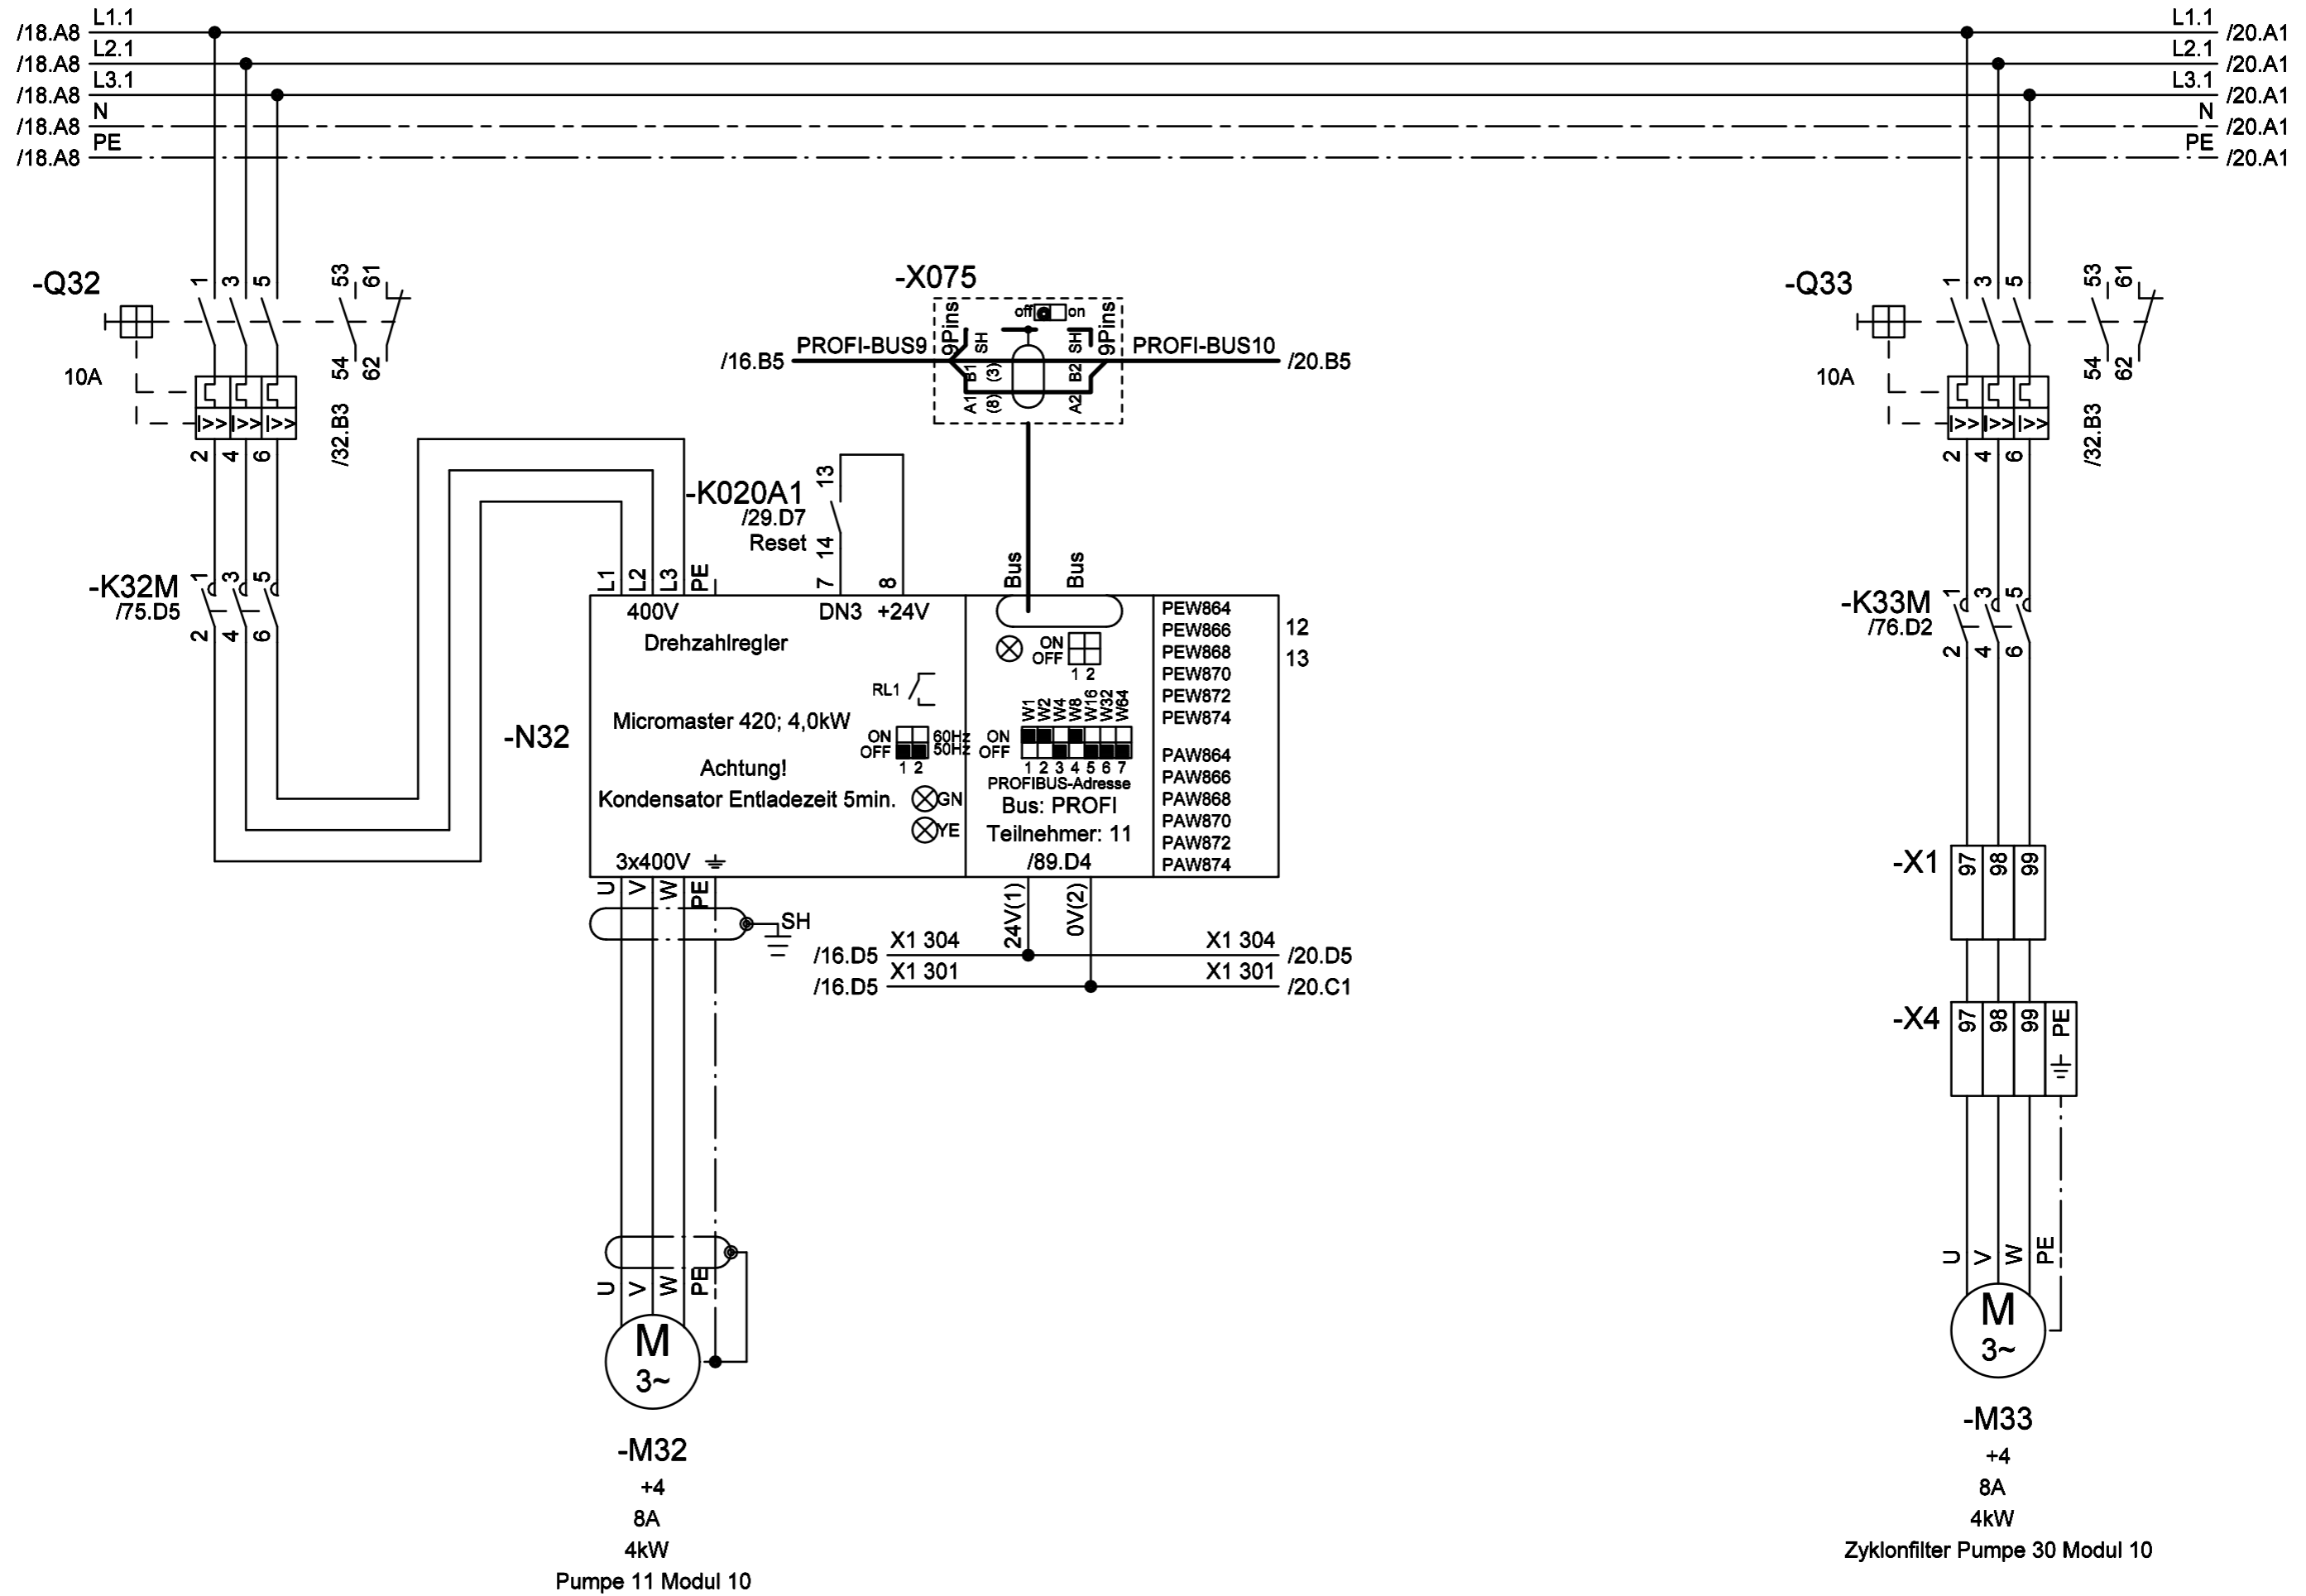 /18.A8 L1.1 L1.1 /20.A1
/18.A8 L2.1 L2.1 /20.A1
/18.A8 L3.1 L3.1 /20.A1
/18.A8 N N /20.A1
/18.A8 PE PE /20.A1
-Q32
1 3 5 53 61
10A
54 62
I>> I>> I>>
2 4 6
/32.B3
-K32M
/75.D5
1 3 5
2 4 6
-X075
9Pins off on 9Pins
SH SH
/16.B5 PROFI-BUS9 PROFI-BUS10 /20.B5
B1 (3) B2
A1 (8) A2
-K020A1
/29.D7
Reset
13
14
Bus Bus
L1 L2 L3 PE 7 8
400V DN3 +24V
Drehzahlregler
RL1
Micromaster 420; 4,0kW
-N32
ON 60Hz
OFF 50Hz
1 2
Achtung!
Kondensator Entladezeit 5min.
GN
YE
3x400V
ON
OFF
1 2
W1 W2 W4 W8 W16 W32 W64
ON
OFF
1 2 3 4 5 6 7
PROFIBUS-Adresse
Bus: PROFI
Teilnehmer: 11
/89.D4
PEW864
PEW866
PEW868
PEW870
PEW872
PEW874
PAW864
PAW866
PAW868
PAW870
PAW872
PAW874
12
13
U V W PE
SH
24V(1) 0V(2)
/16.D5 X1 304 X1 304 /20.D5
/16.D5 X1 301 X1 301 /20.C1
U V W PE
M
3~
-M32
+4
8A
4kW
Pumpe 11 Modul 10
-Q33
1 3 5 53 61
10A
54 62
I>> I>> I>>
2 4 6
/32.B3
-K33M
/76.D2
1 3 5
2 4 6
-X1 97 98 99
-X4 97 98 99 PE
U V W PE
M
3~
-M33
+4
8A
4kW
Zyklonfilter Pumpe 30 Modul 10